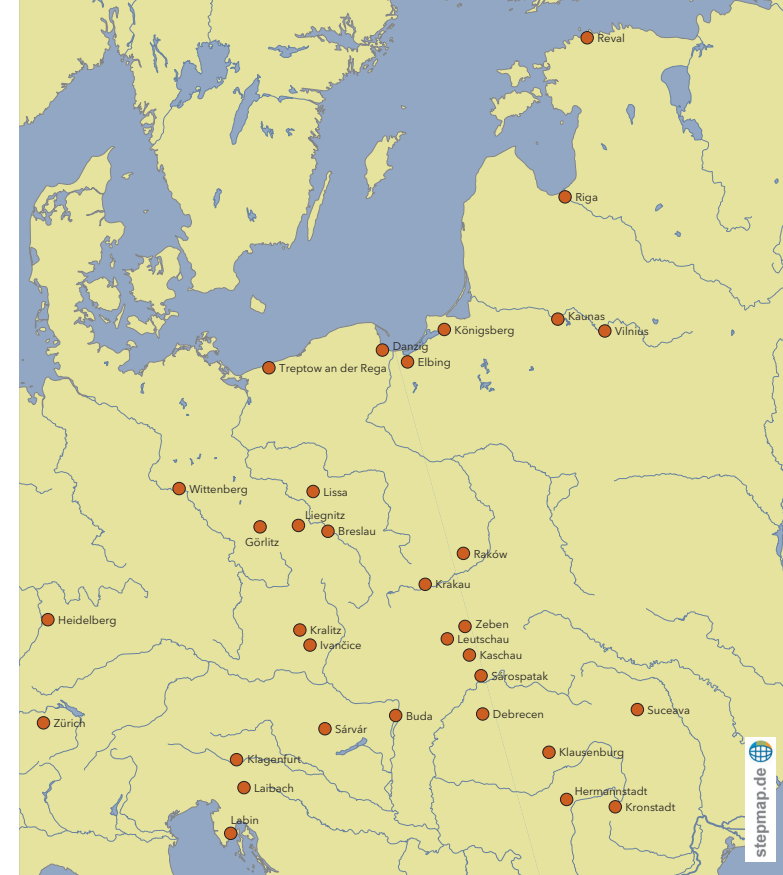 Reval
Riga
Kaunas
Königsberg
Vilnius
Danzig
Elbing
Treptow an der Rega
Wittenberg
Lissa
Liegnitz
Breslau
Görlitz
Raków
Krakau
Heidelberg
Zeben
Kralitz
Leutschau
Ivančice
Kaschau
Sárospatak
Suceava
Debrecen
Buda
Zürich
Sárvár
Klausenburg
Klagenfurt
Laibach
Hermannstadt
Kronstadt
Labin
stepmap.de